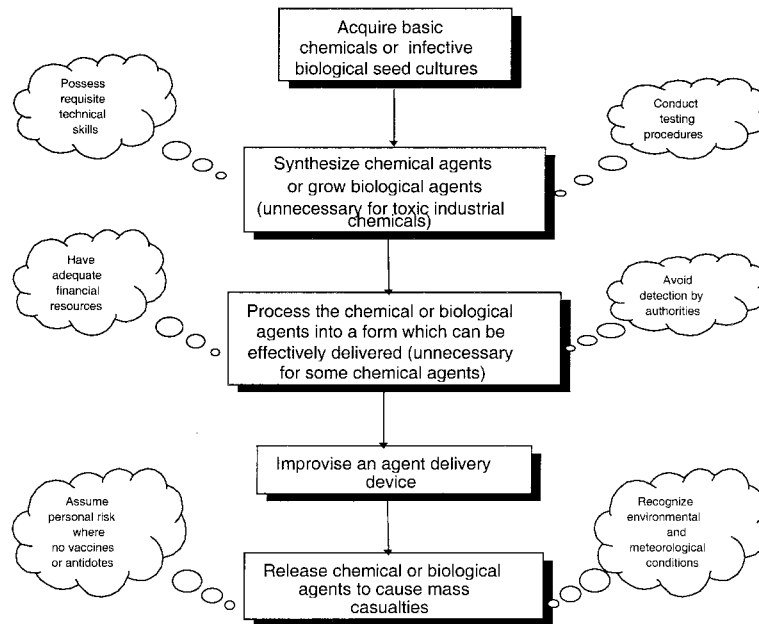 Acquire basic
chemicals or infective
biological seed cultures
Possess
requisite
technical
skills
Conduct
testing
procedures
Synthesize chemical agents
or grow biological agents
(unnecessary for toxic industrial
chemicals)
Have
adequate
financial
resources
Avoid
detection by
authorities
Process the chemical or biological
agents into a form which can be
effectively delivered (unnecessary
for some chemical agents)
Improvise an agent delivery
device
Assume
personal risk
where
no vaccines
or antidotes
Recognize
environmental
and
meteorological
conditions
Release chemical or biological
agents to cause mass
casualties